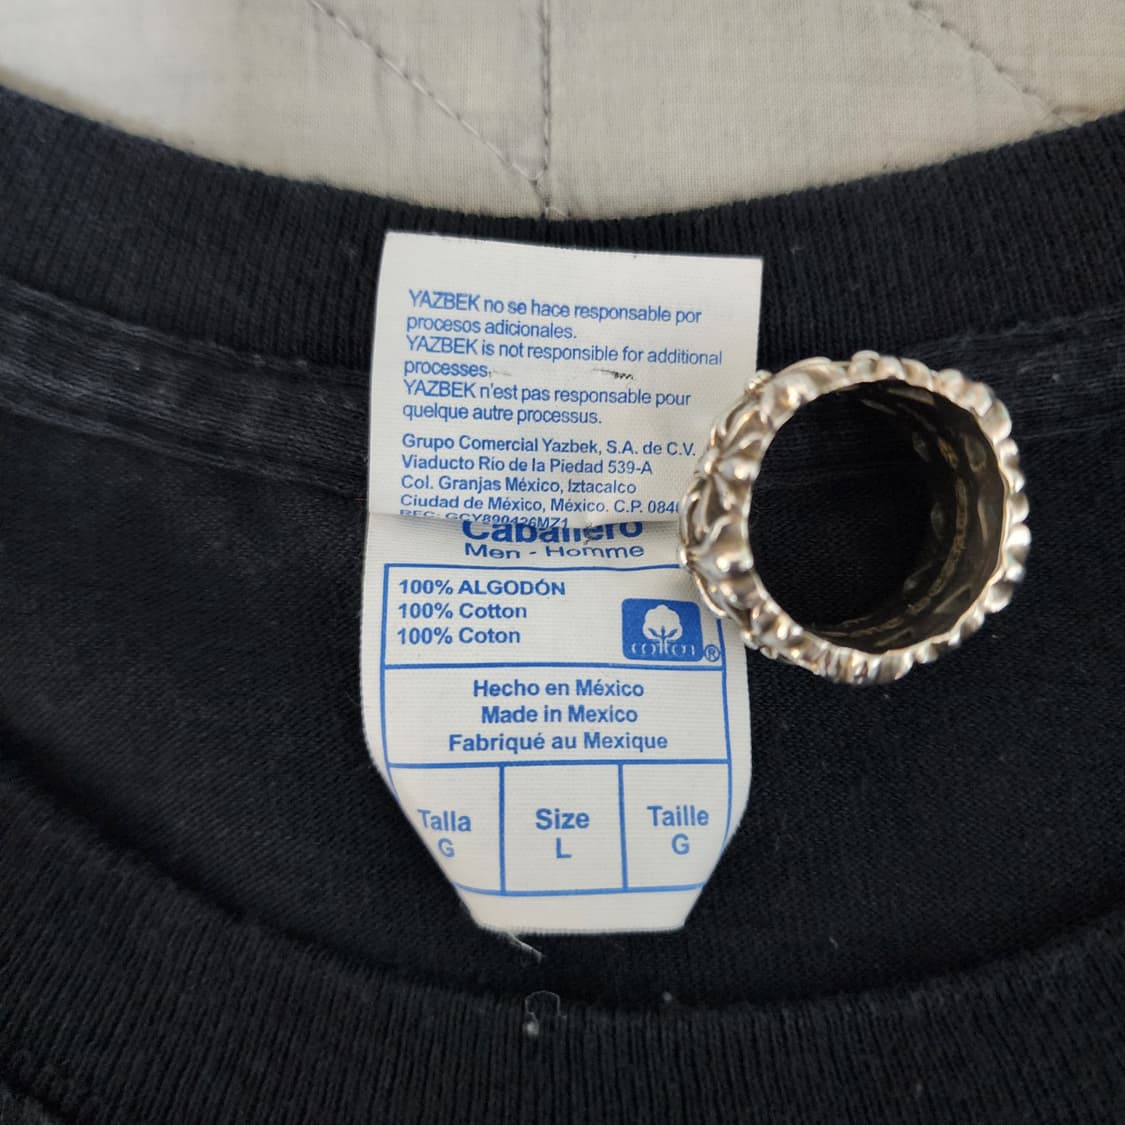 YAZBEK no se hace responsable por
procesos adicionales.
YAZBEK is not responsible for additional
processes.
YAZBEK n'est pas responsable pour
quelque autre processus.
Grupo Comercial Yazbek, S.A. de C.V.
Viaducto Río de la Piedad 539-A
Col. Granjas México, Iztacalco
Ciudad de México, México. C.P. 084
Caballero
Men - Homme
100% ALGODÓN
100% Cotton
100% Coton
cotton ®
Hecho en México
Made in Mexico
Fabriqué au Mexique
Talla Size Taille
G L G